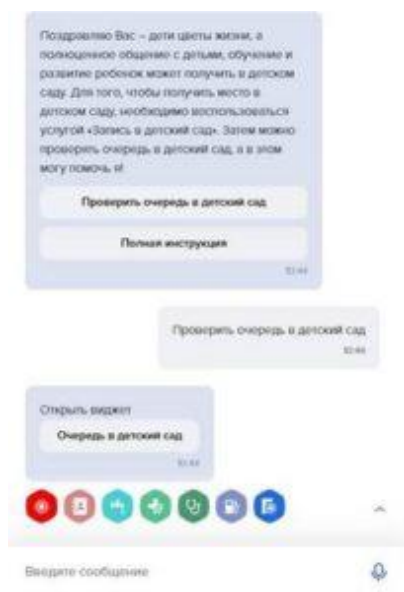 Поздравляю Вас – дети цветы жизни, а
полноценное общение с детьми, обучение и
развитие ребенок может получить в детском
саду. Для того, чтобы получить место в
детском саду, необходимо воспользоваться
услугой «Запись в детский сад». Затем можно
проверять очередь в детский сад, а в этом
могу помочь я!
Проверить очередь в детский сад
Полная инструкция
Проверить очередь в детский сад
Открыть виджет
Очередь в детский сад
Введите сообщение